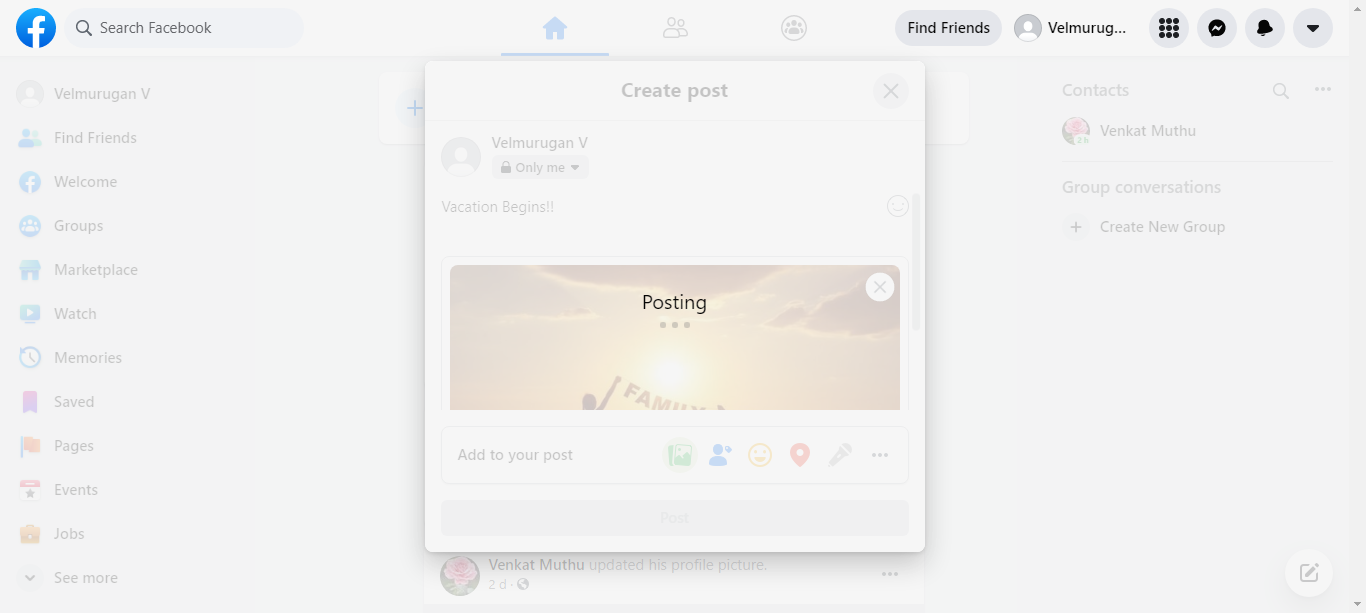 Search Facebook
Find Friends
Velmurug...
Velmurugan V
Find Friends
Welcome
Groups
Marketplace
Watch
Memories
Saved
Pages
Events
Jobs
See more
Create post
Velmurugan V
Only me
Vacation Begins!!
Posting
FAMILY
Add to your post
Post
Venkat Muthu updated his profile picture.
2 d ·
Contacts
Venkat Muthu
2 h
Group conversations
Create New Group